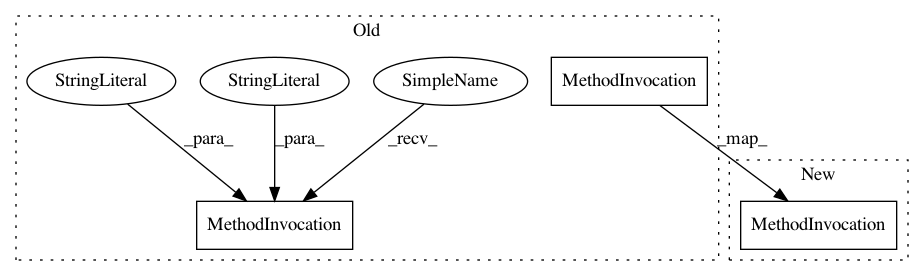 Old
StringLiteral StringLiteral SimpleName MethodInvocation
_para_ _para_ _recv_ _map_
New
MethodInvocation MethodInvocation